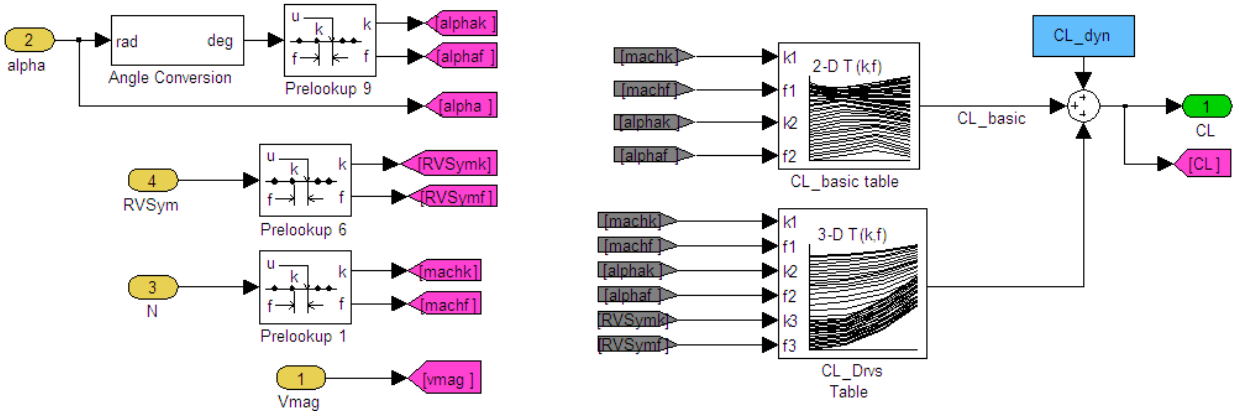 2
alpha
rad deg
Angle Conversion
u
k
k
f
f
Prelookup 9
[alphak ]
[alphaf ]
[alpha ]
4
RVSym
u
k
k
f
f
Prelookup 6
[RVSymk]
[RVSymf ]
3
N
u
k
k
f
f
Prelookup 1
[machk]
[machf ]
1
Vmag
[vmag ]
[machk]
[machf]
[alphak]
[alphaf ]
k1
f1
k2
f2
2-D T (k,f)
CL_basic table
CL_basic
CL_dyn
+
+
+
1
CL
[CL]
[machk]
[machf]
[alphak]
[alphaf]
[RVSymk]
[RVSymf]
k1
f1
k2
f2
k3
f3
3-D T (k,f)
CL_Drvs
Table